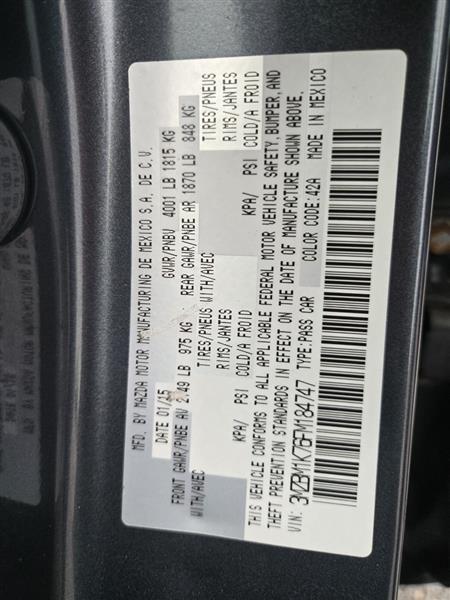 MFD. BY MAZDA MOTOR MANUFACTURING DE MEXICO S.A. DE C.V.
DATE 01/15 GVWR/PNBV 4001 LB 1815 KG
FRONT GAWR/PNBE AV 2149 LB 975 KG REAR GAWR/PNBE AR 1870 LB 848 KG
WITH/AVEC TIRES/PNEUS WITH/AVEC TIRES/PNEUS
RIMS/JANTES RIMS/JANTES
KPA/ PSI COLD/A FROID KPA/ PSI COLD/A FROID
THIS VEHICLE CONFORMS TO ALL APPLICABLE FEDERAL MOTOR VEHICLE SAFETY,BUMPER,AND
THEFT PREVENTION STANDARDS IN EFFECT ON THE DATE OF MANUFACTURE SHOWN ABOVE.
VIN: 3MZBM1K76FM184747 TYPE:PASS CAR COLOR CODE:42A MADE IN MEXICO